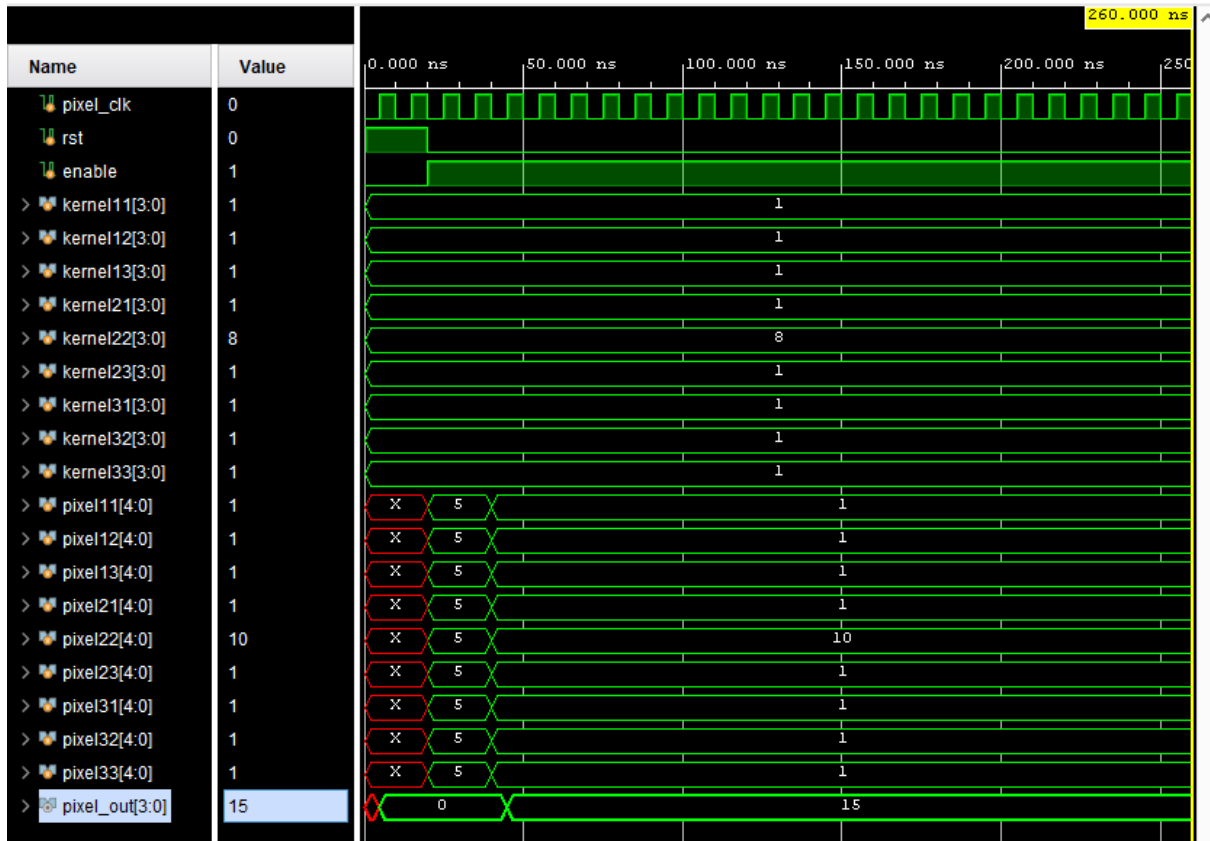 260.000 ns
Name Value 0.000 ns 50.000 ns 100.000 ns 150.000 ns 200.000 ns 250
pixel_clk 0
rst 0
enable 1
kernel11[3:0] 1 1
kernel12[3:0] 1 1
kernel13[3:0] 1 1
kernel21[3:0] 1 1
kernel22[3:0] 8 8
kernel23[3:0] 1 1
kernel31[3:0] 1 1
kernel32[3:0] 1 1
kernel33[3:0] 1 1
pixel11[4:0] 1 X 5 1
pixel12[4:0] 1 X 5 1
pixel13[4:0] 1 X 5 1
pixel21[4:0] 1 X 5 1
pixel22[4:0] 10 X 5 10
pixel23[4:0] 1 X 5 1
pixel31[4:0] 1 X 5 1
pixel32[4:0] 1 X 5 1
pixel33[4:0] 1 X 5 1
pixel_out[3:0] 15 0 15